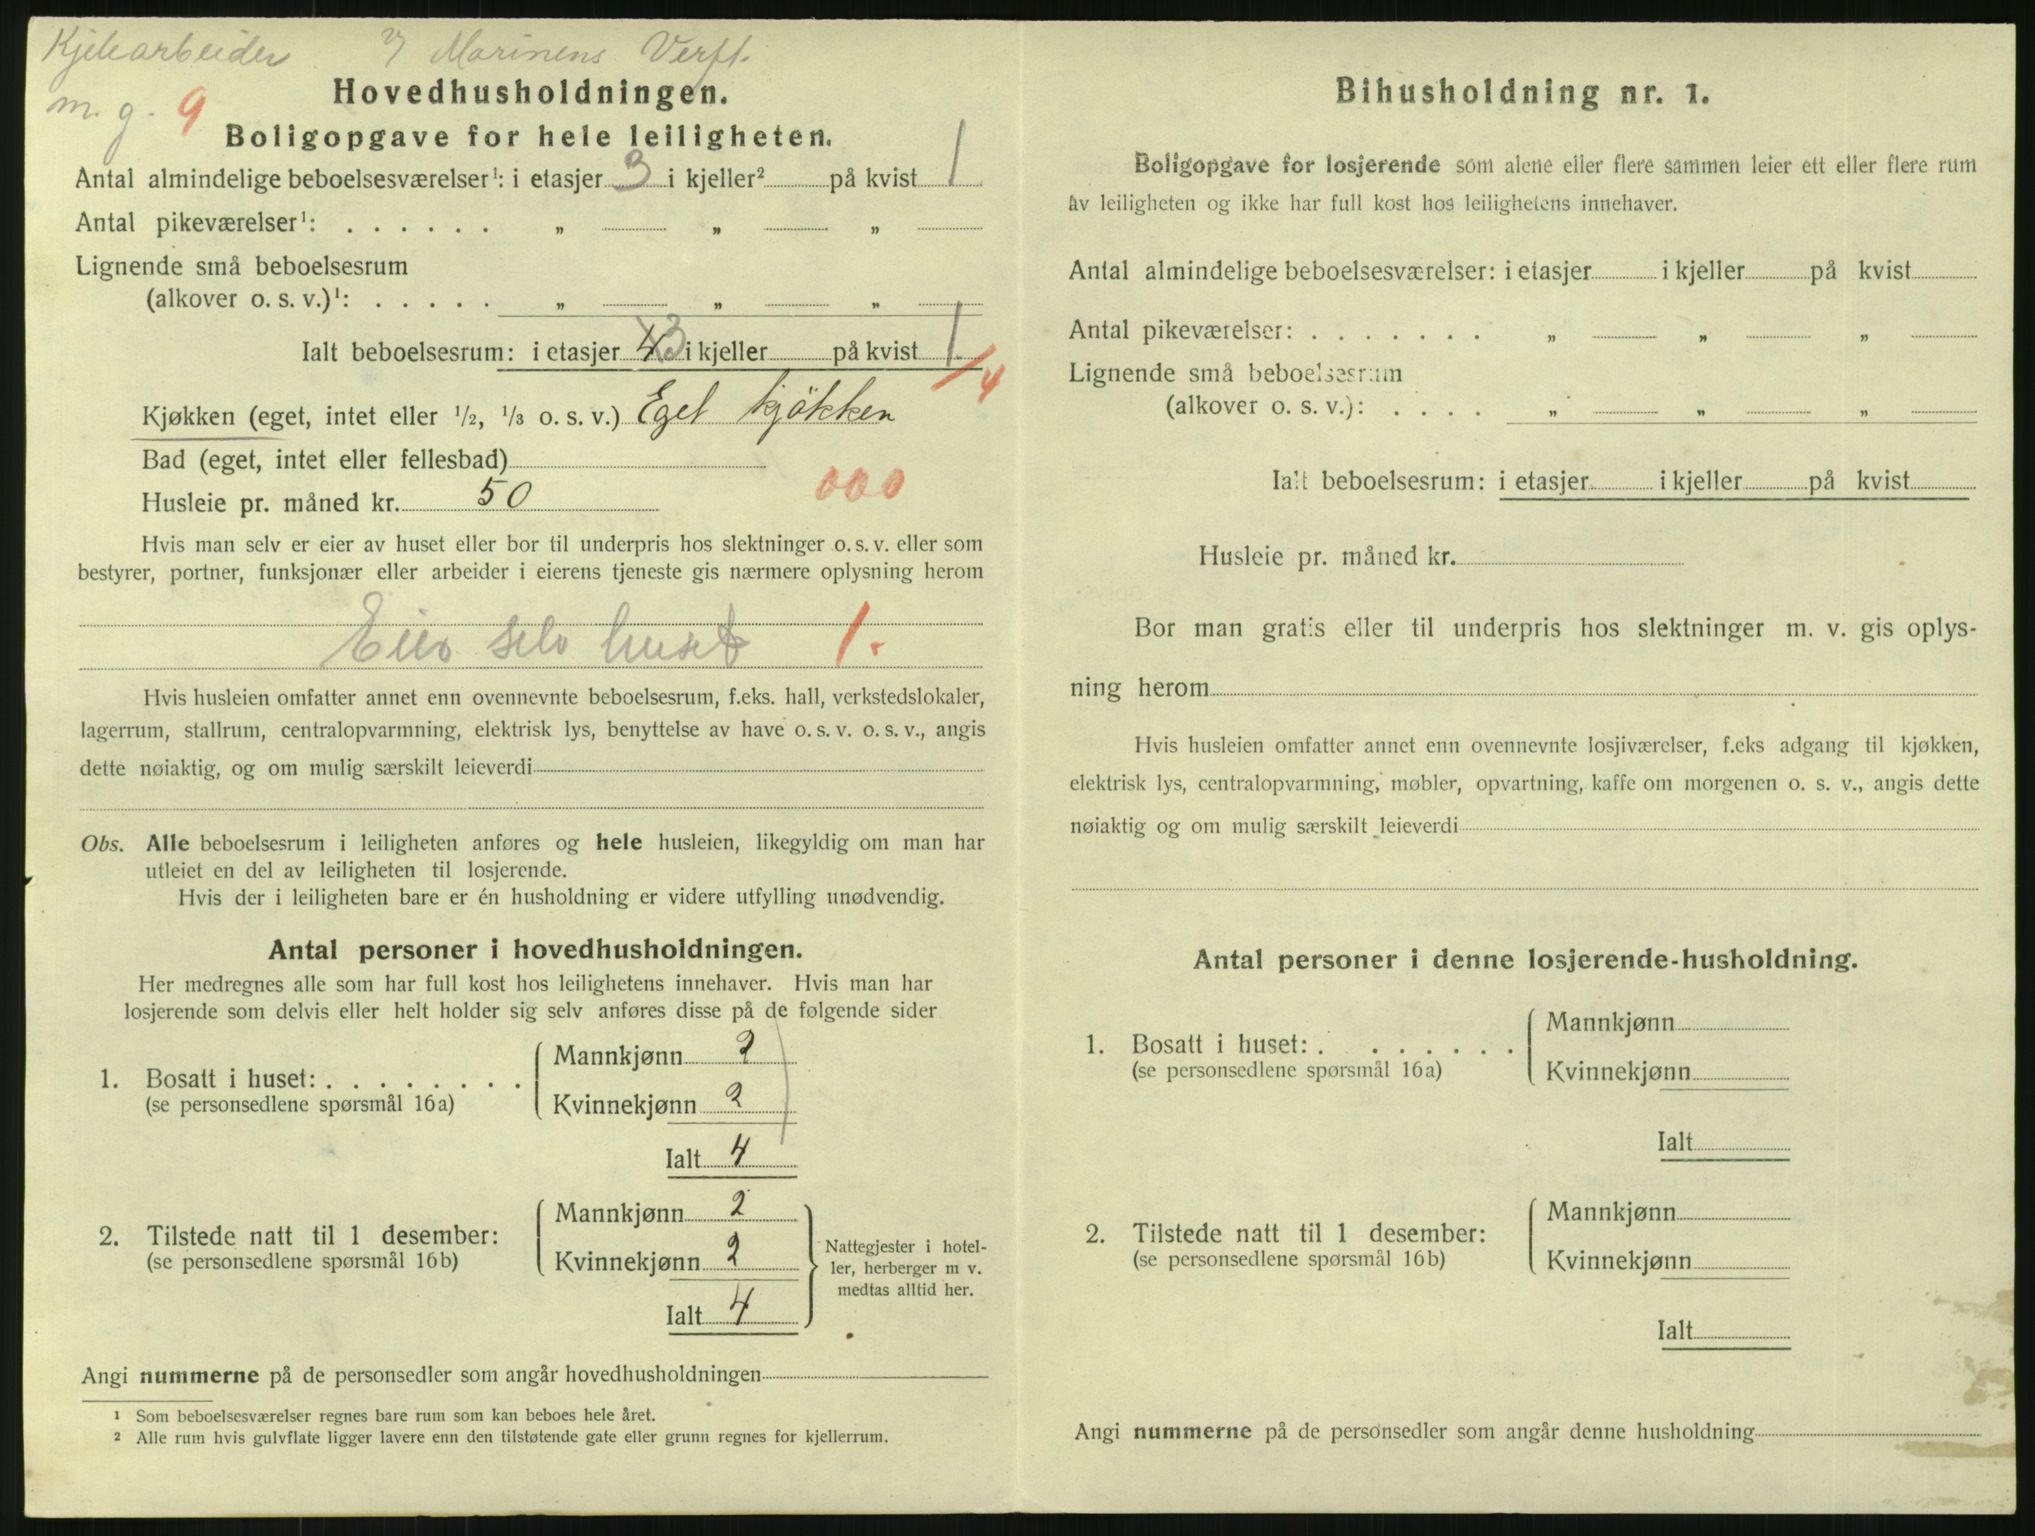 Kjelearbeider v/ Marinens Verft.
m. g. 9
Hovedhusholdningen.
Boligopgave for hele leiligheten.
Antal almindelige beboelsesværelser¹: i etasjer 3 i kjeller² på kvist 1
Antal pikeværelser¹: . . . . . . „ „ „
Lignende små beboelsesrum
(alkover o. s. v.)¹: . . . . . „ „ „
Ialt beboelsesrum: i etasjer 4 3 i kjeller på kvist 1
1/4
Kjøkken (eget, intet eller 1/2, 1/3 o. s. v.) Eget kjökken
Bad (eget, intet eller fellesbad)
000
Husleie pr. måned kr. 50
Hvis man selv er eier av huset eller bor til underpris hos slektninger o. s. v. eller som
bestyrer, portner, funksjonær eller arbeider i eierens tjeneste gis nærmere oplysning herom
Eier selv huset 1.
Hvis husleien omfatter annet enn ovennevnte beboelsesrum, f.eks. hall, verkstedslokaler,
lagerrum, stallrum, centralopvarmning, elektrisk lys, benyttelse av have o. s. v. o. s. v., angis
dette nøiaktig, og om mulig særskilt leieverdi
Obs. Alle beboelsesrum i leiligheten anføres og hele husleien, likegyldig om man har
utleiet en del av leiligheten til losjerende.
Hvis der i leiligheten bare er én husholdning er videre utfylling unødvendig.
Antal personer i hovedhusholdningen.
Her medregnes alle som har full kost hos leilighetens innehaver. Hvis man har
losjerende som delvis eller helt holder sig selv anføres disse på de følgende sider
Mannkjønn 2
1. Bosatt i huset: . . . . . . . .
(se personsedlene spørsmål 16a)
Kvinnekjønn 2
Ialt 4
Mannkjønn 2
2. Tilstede natt til 1 desember:
(se personsedlene spørsmål 16b)
Kvinnekjønn 2
Ialt 4
Nattegjester i hotel-
ler, herberger m v.
medtas alltid her.
Angi nummerne på de personsedler som angår hovedhusholdningen
¹ Som beboelsesværelser regnes bare rum som kan beboes hele året.
² Alle rum hvis gulvflate ligger lavere enn den tilstøtende gate eller grunn regnes for kjellerrum.
Bihusholdning nr. 1.
Boligopgave for losjerende som alene eller flere sammen leier ett eller flere rum
av leiligheten og ikke har full kost hos leilighetens innehaver.
Antal almindelige beboelsesværelser: i etasjer i kjeller på kvist
Antal pikeværelser: . . . . . . . „ „ „
Lignende små beboelsesrum
(alkover o. s. v.): . . . . „ „ „
Ialt beboelsesrum: i etasjer i kjeller på kvist
Husleie pr. måned kr.
Bor man gratis eller til underpris hos slektninger m. v. gis oplys-
ning herom
Hvis husleien omfatter annet enn ovennevnte losjiværelser, f.eks adgang til kjøkken,
elektrisk lys, centralopvarmning, møbler, opvartning, kaffe om morgenen o. s. v., angis dette
nøiaktig og om mulig særskilt leieverdi
Antal personer i denne losjerende-husholdning.
Mannkjønn
1. Bosatt i huset: . . . . . . .
(se personsedlene spørsmål 16a)
Kvinnekjønn
Ialt
Mannkjønn
2. Tilstede natt til 1 desember:
(se personsedlene spørsmål 16b)
Kvinnekjønn
Ialt
Angi nummerne på de personsedler som angår denne husholdning